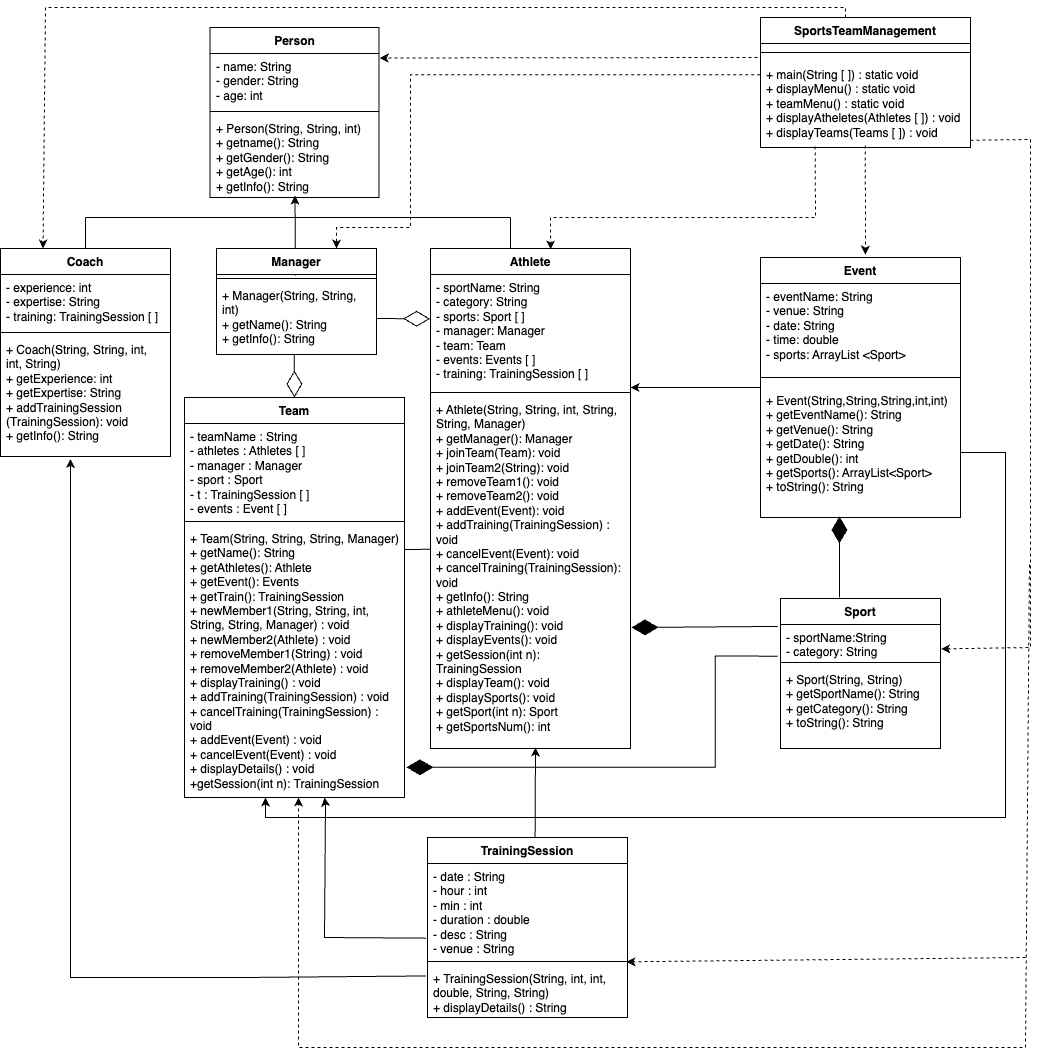 Person
- name: String
- gender: String
- age: int
+ Person(String, String, int)
+ getname(): String
+ getGender(): String
+ getAge(): int
+ getInfo(): String
SportsTeamManagement
+ main(String [ ]) : static void
+ displayMenu() : static void
+ teamMenu() : static void
+ displayAtheletes(Athletes [ ]) : void
+ displayTeams(Teams [ ]) : void
Coach
- experience: int
- expertise: String
- training: TrainingSession [ ]
+ Coach(String, String, int,
int, String)
+ getExperience: int
+ getExpertise: String
+ addTrainingSession
(TrainingSession): void
+ getInfo(): String
Manager
+ Manager(String, String,
int)
+ getName(): String
+ getInfo(): String
Athlete
- sportName: String
- category: String
- sports: Sport [ ]
- manager: Manager
- team: Team
- events: Events [ ]
- training: TrainingSession [ ]
+ Athlete(String, String, int, String,
String, Manager)
+ getManager(): Manager
+ joinTeam(Team): void
+ joinTeam2(String): void
+ removeTeam1(): void
+ removeTeam2(): void
+ addEvent(Event): void
+ addTraining(TrainingSession) :
void
+ cancelEvent(Event): void
+ cancelTraining(TrainingSession):
void
+ getInfo(): String
+ athleteMenu(): void
+ displayTraining(): void
+ displayEvents(): void
+ getSession(int n):
TrainingSession
+ displayTeam(): void
+ displaySports(): void
+ getSport(int n): Sport
+ getSportsNum(): int
Event
- eventName: String
- venue: String
- date: String
- time: double
- sports: ArrayList <Sport>
+ Event(String,String,String,int,int)
+ getEventName(): String
+ getVenue(): String
+ getDate(): String
+ getDouble(): int
+ getSports(): ArrayList<Sport>
+ toString(): String
Team
- teamName : String
- athletes : Athletes [ ]
- manager : Manager
- sport : Sport
- t : TrainingSession [ ]
- events : Event [ ]
+ Team(String, String, String, Manager)
+ getName(): String
+ getAthletes(): Athlete
+ getEvent(): Events
+ getTrain(): TrainingSession
+ newMember1(String, String, int,
String, String, Manager) : void
+ newMember2(Athlete) : void
+ removeMember1(String) : void
+ removeMember2(Athlete) : void
+ displayTraining() : void
+ addTraining(TrainingSession) : void
+ cancelTraining(TrainingSession) :
void
+ addEvent(Event) : void
+ cancelEvent(Event) : void
+ displayDetails() : void
+getSession(int n): TrainingSession
Sport
- sportName:String
- category: String
+ Sport(String, String)
+ getSportName(): String
+ getCategory(): String
+ toString(): String
TrainingSession
- date : String
- hour : int
- min : int
- duration : double
- desc : String
- venue : String
+ TrainingSession(String, int, int,
double, String, String)
+ displayDetails() : String